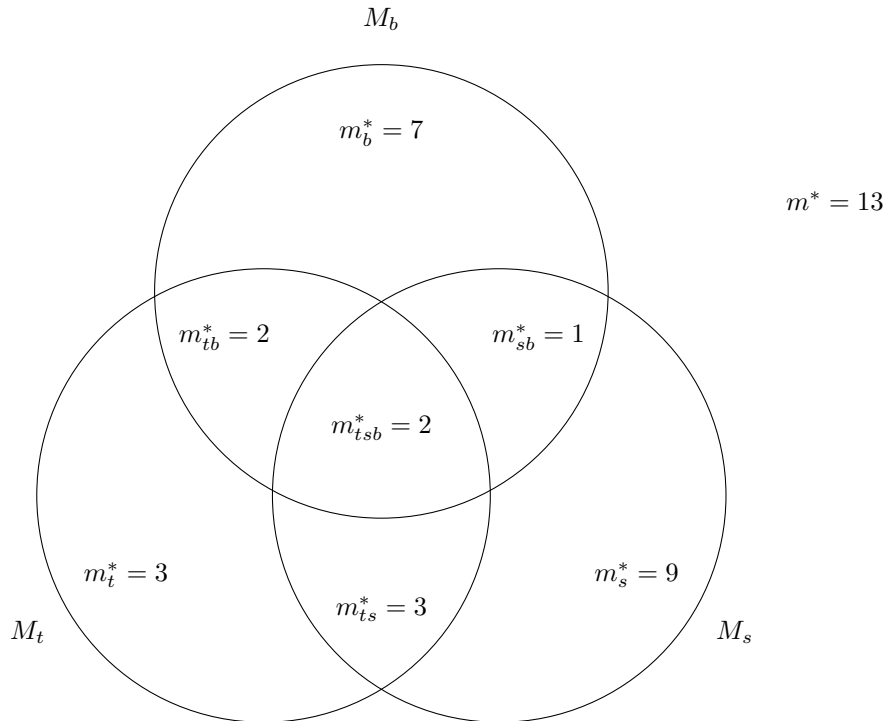 M_b
m_b^* = 7
m^* = 13
m_{tb}^* = 2
m_{sb}^* = 1
m_{tsb}^* = 2
m_t^* = 3
m_s^* = 9
m_{ts}^* = 3
M_t
M_s